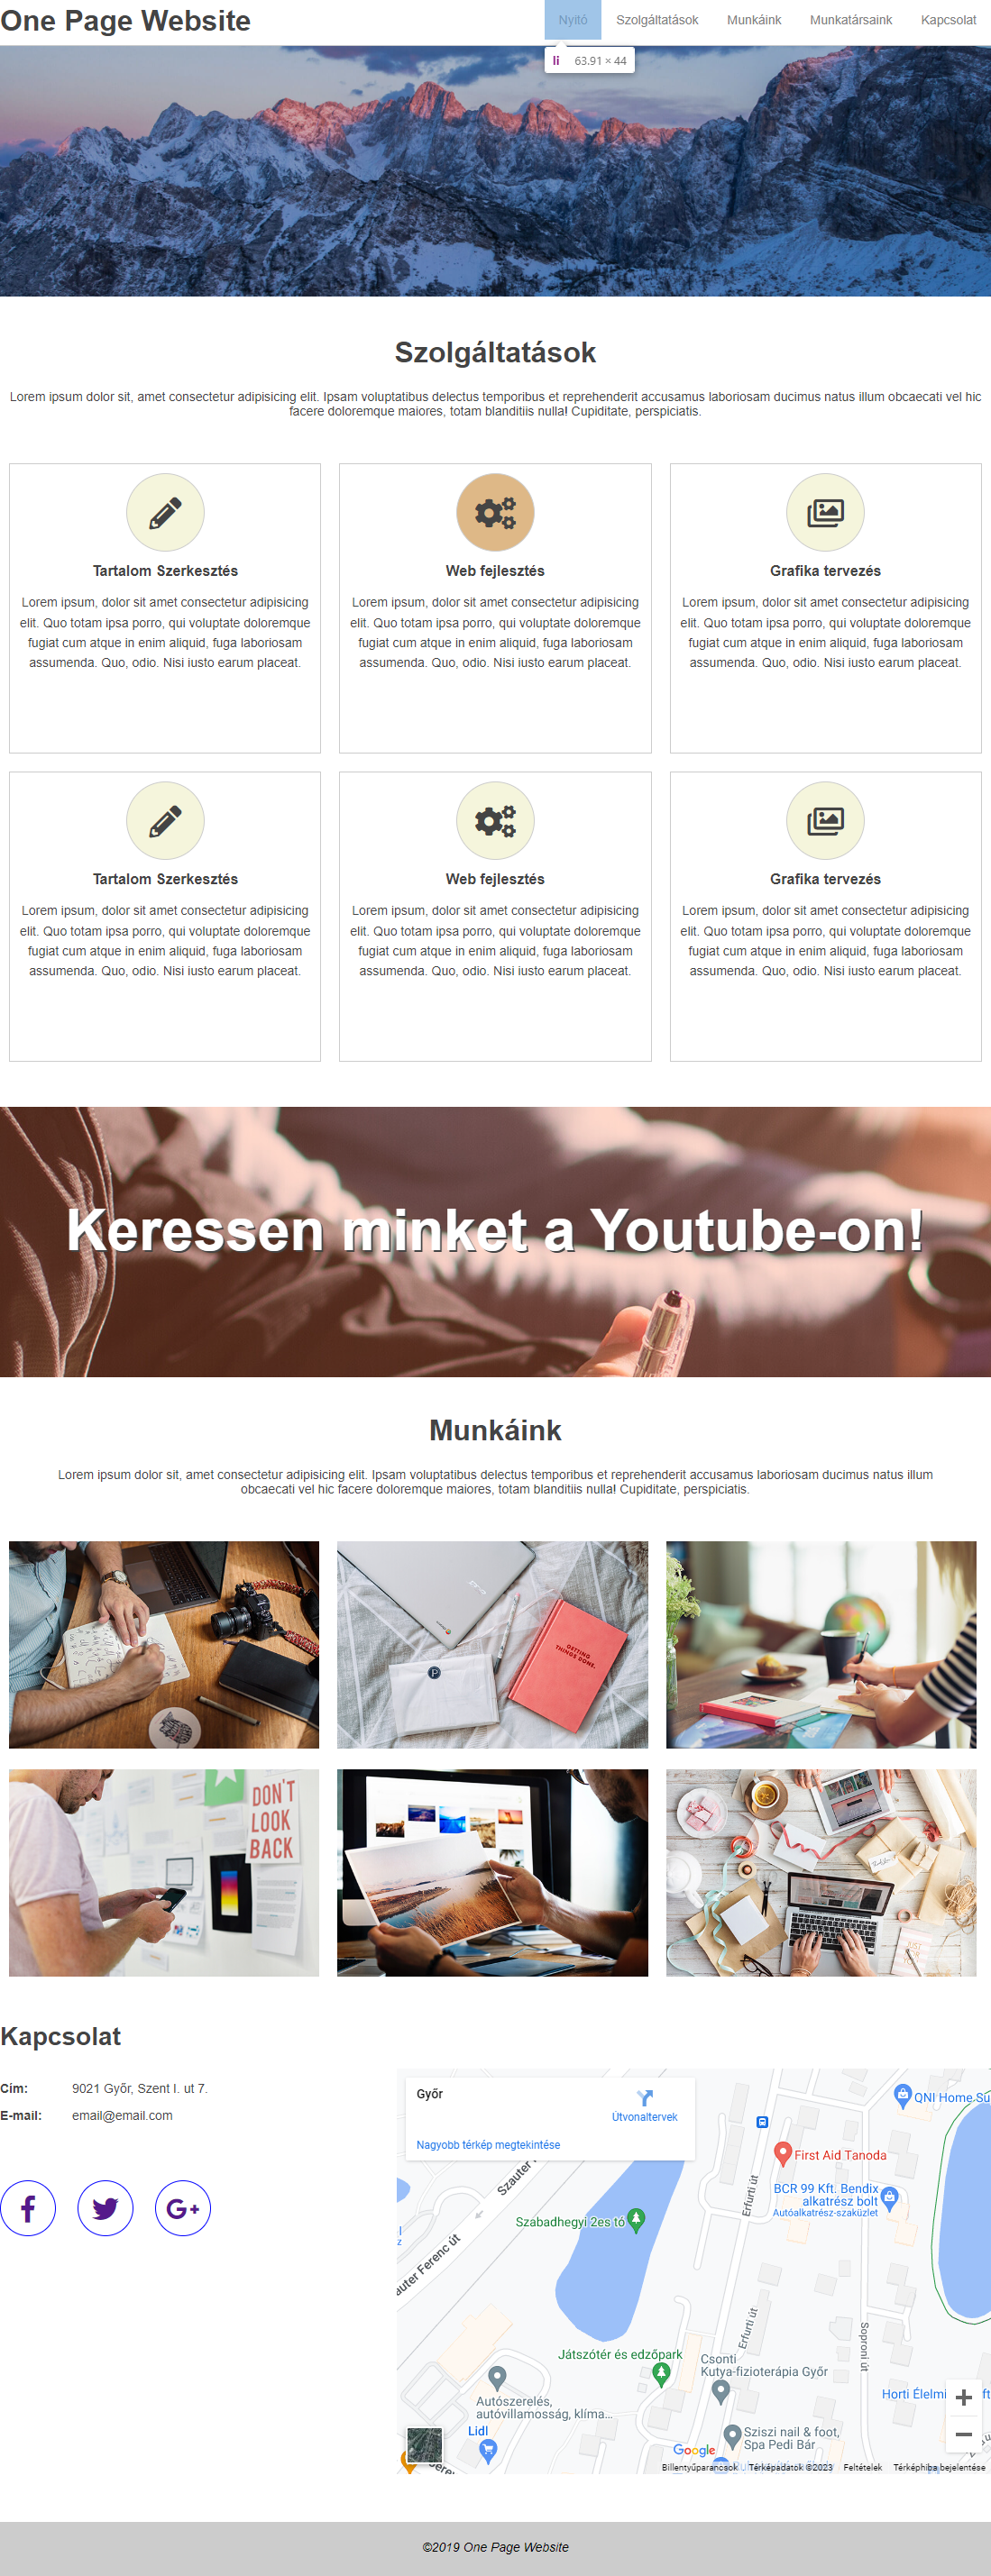 One Page Website
Nyitó Szolgáltatások Munkáink Munkatársaink Kapcsolat
li 63.91 × 44
Szolgáltatások
Lorem ipsum dolor sit, amet consectetur adipisicing elit. Ipsam voluptatibus delectus temporibus et reprehenderit accusamus laboriosam ducimus natus illum obcaecati vel hic
facere doloremque maiores, totam blanditiis nulla! Cupiditate, perspiciatis.
Tartalom Szerkesztés
Lorem ipsum, dolor sit amet consectetur adipisicing
elit. Quo totam ipsa porro, qui voluptate doloremque
fugiat cum atque in enim aliquid, fuga laboriosam
assumenda. Quo, odio. Nisi iusto earum placeat.
Web fejlesztés
Lorem ipsum, dolor sit amet consectetur adipisicing
elit. Quo totam ipsa porro, qui voluptate doloremque
fugiat cum atque in enim aliquid, fuga laboriosam
assumenda. Quo, odio. Nisi iusto earum placeat.
Grafika tervezés
Lorem ipsum, dolor sit amet consectetur adipisicing
elit. Quo totam ipsa porro, qui voluptate doloremque
fugiat cum atque in enim aliquid, fuga laboriosam
assumenda. Quo, odio. Nisi iusto earum placeat.
Tartalom Szerkesztés
Lorem ipsum, dolor sit amet consectetur adipisicing
elit. Quo totam ipsa porro, qui voluptate doloremque
fugiat cum atque in enim aliquid, fuga laboriosam
assumenda. Quo, odio. Nisi iusto earum placeat.
Web fejlesztés
Lorem ipsum, dolor sit amet consectetur adipisicing
elit. Quo totam ipsa porro, qui voluptate doloremque
fugiat cum atque in enim aliquid, fuga laboriosam
assumenda. Quo, odio. Nisi iusto earum placeat.
Grafika tervezés
Lorem ipsum, dolor sit amet consectetur adipisicing
elit. Quo totam ipsa porro, qui voluptate doloremque
fugiat cum atque in enim aliquid, fuga laboriosam
assumenda. Quo, odio. Nisi iusto earum placeat.
Keressen minket a Youtube-on!
Munkáink
Lorem ipsum dolor sit, amet consectetur adipisicing elit. Ipsam voluptatibus delectus temporibus et reprehenderit accusamus laboriosam ducimus natus illum
obcaecati vel hic facere doloremque maiores, totam blanditiis nulla! Cupiditate, perspiciatis.
GETTING
THINGS DONE.
P
DON'T
LOOK
BACK
Kapcsolat
Cím: 9021 Győr, Szent I. ut 7.
E-mail: email@email.com
f
G+
Győr
Útvonaltervek
Nagyobb térkép megtekintése
QNI Home Su
First Aid Tanoda
BCR 99 Kft. Bendix
alkatrész bolt
Autóalkatrész-szaküzlet
Szauter
Erfurti út
Szabadhegyi 2es tó
auter Ferenc út
Erfurti út
Soproni út
Játszótér és edzőpark
Csonti
Kutya-fizioterápia Győr
Autószerelés,
autóvillamosság, klíma...
Horti Élelmi
ft
Lidl
Sziszi nail & foot,
Spa Pedi Bár
Google
Billentyűparancsok Térképadatok ©2023 Feltételek Térképhiba bejelentése
©2019 One Page Website